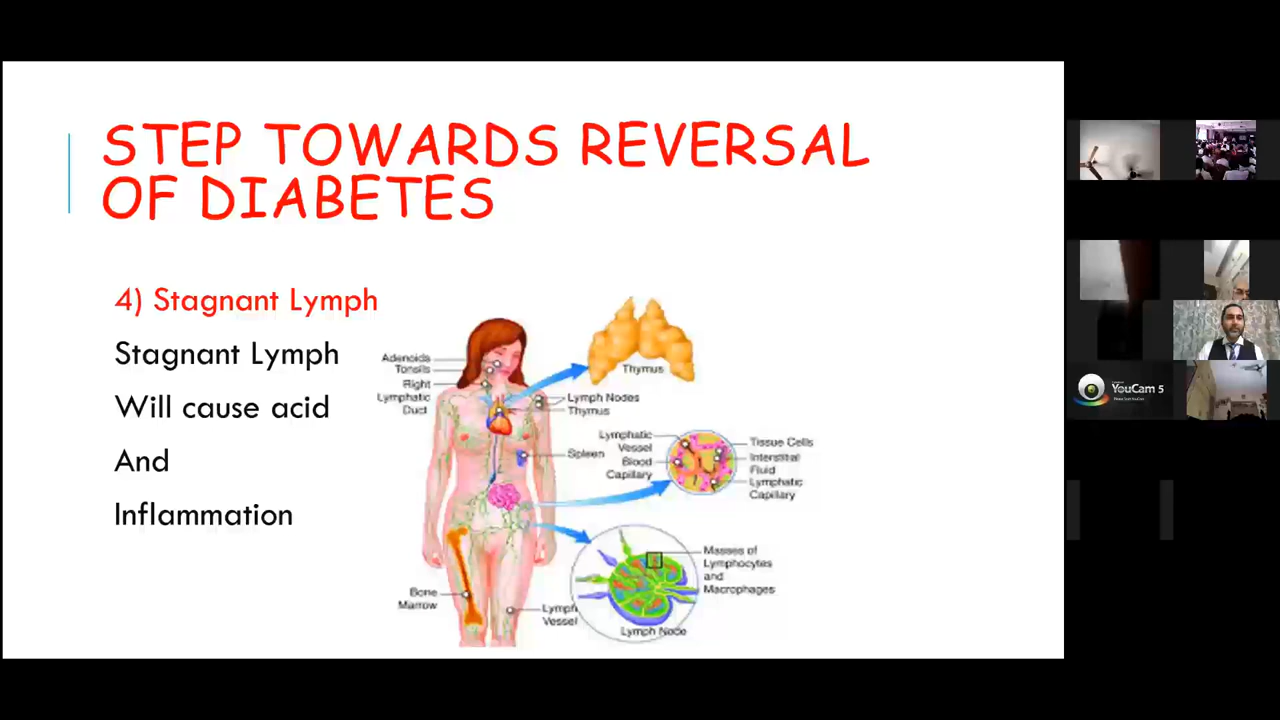 STEP TOWARDS REVERSAL
OF DIABETES
4) Stagnant Lymph
Stagnant Lymph
Will cause acid
And
Inflammation
Adenoids
Tonsils
Right
Lymphatic
Duct
Thymus
Lymph Nodes
Thymus
Spleen
Lymphatic
Vessel
Blood
Capillary
Tissue Cells
Interstitial
Fluid
Lymphatic
Capillary
Masses of
Lymphocytes
and
Macrophages
Bone
Marrow
Lymph
Vessel
Lymph Node
YouCam 5